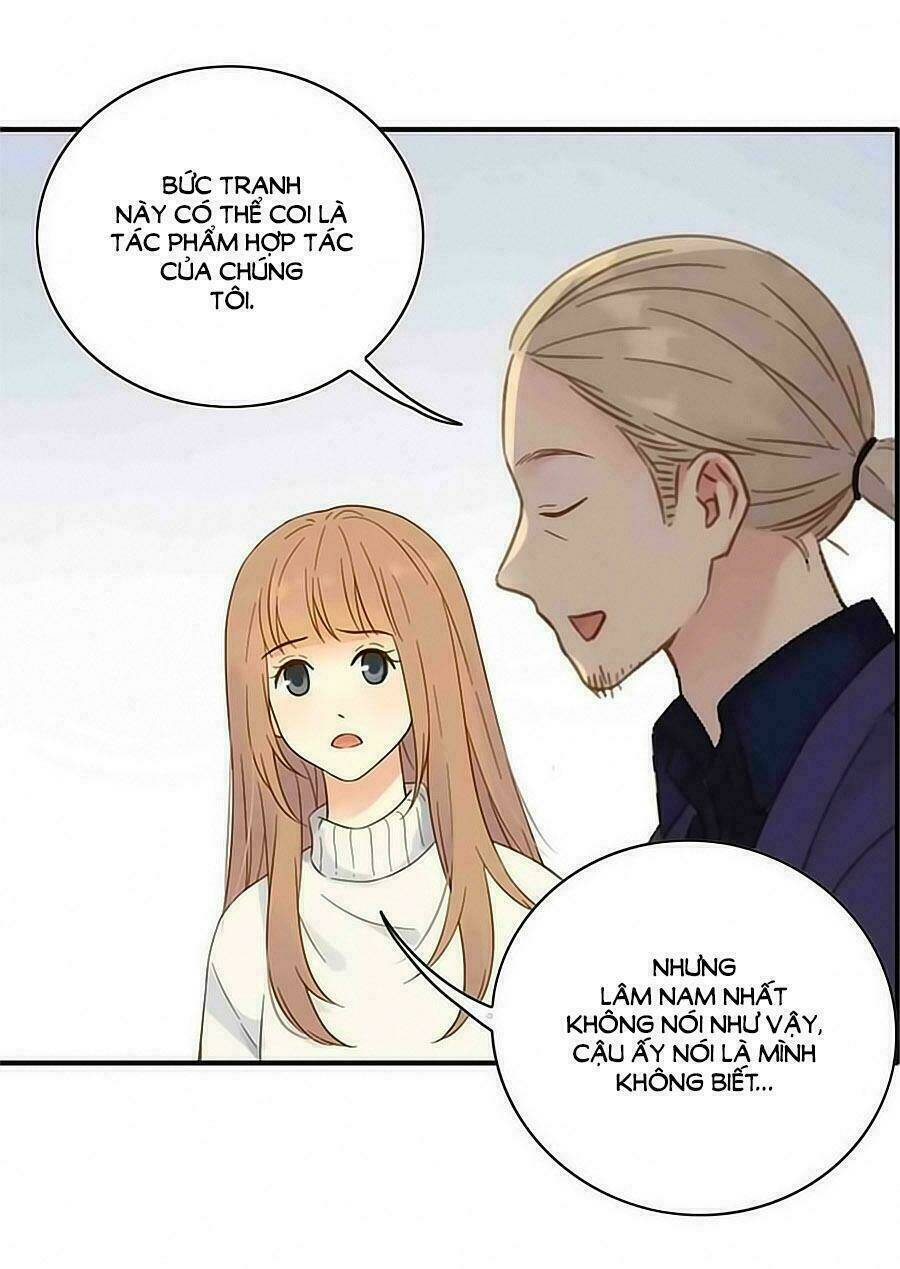 BỨC TRANH
NÀY CÓ THỂ COI LÀ
TÁC PHẨM HỢP TÁC
CỦA CHÚNG
TÔI.
NHƯNG
LÂM NAM NHẤT
KHÔNG NÓI NHƯ VẬY,
CẬU ẤY NÓI LÀ MÌNH
KHÔNG BIẾT...